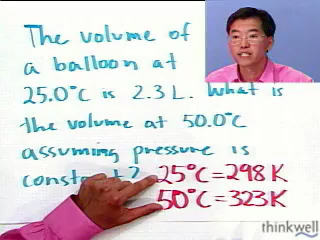 The volume of
a balloon at
25.0°C is 2.3 L. What is
the volume at 50.0°C
assuming pressure is
constant?
25°C = 298 K
50°C = 323 K
thinkwell